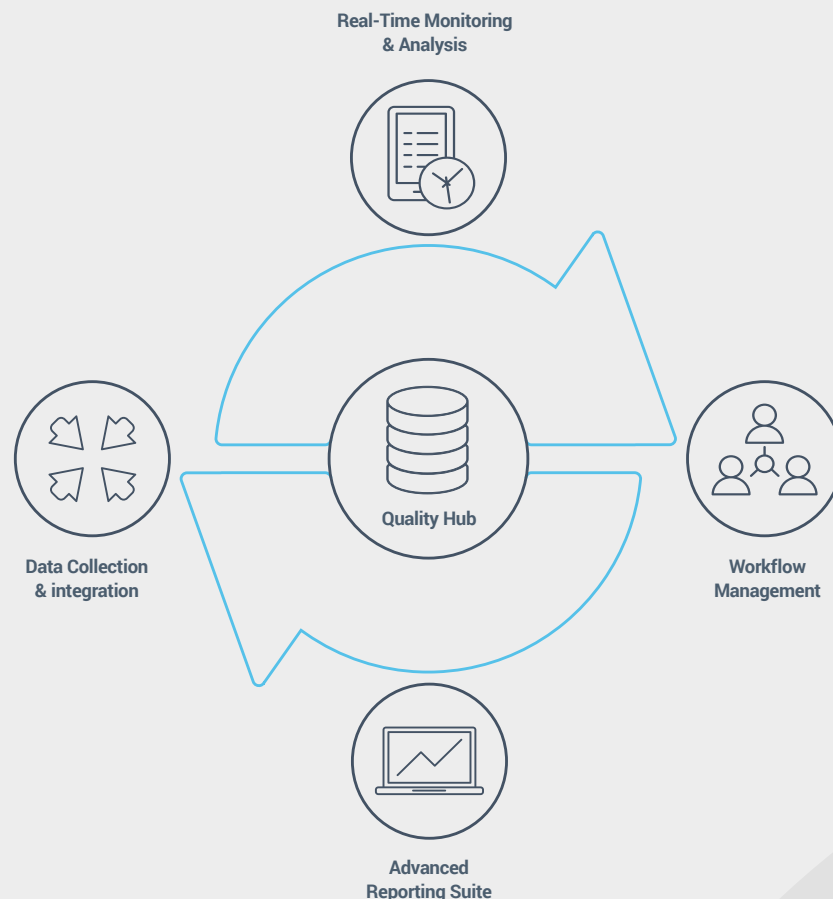 Real-Time Monitoring
& Analysis
Quality Hub
Data Collection
& integration
Workflow
Management
Advanced
Reporting Suite